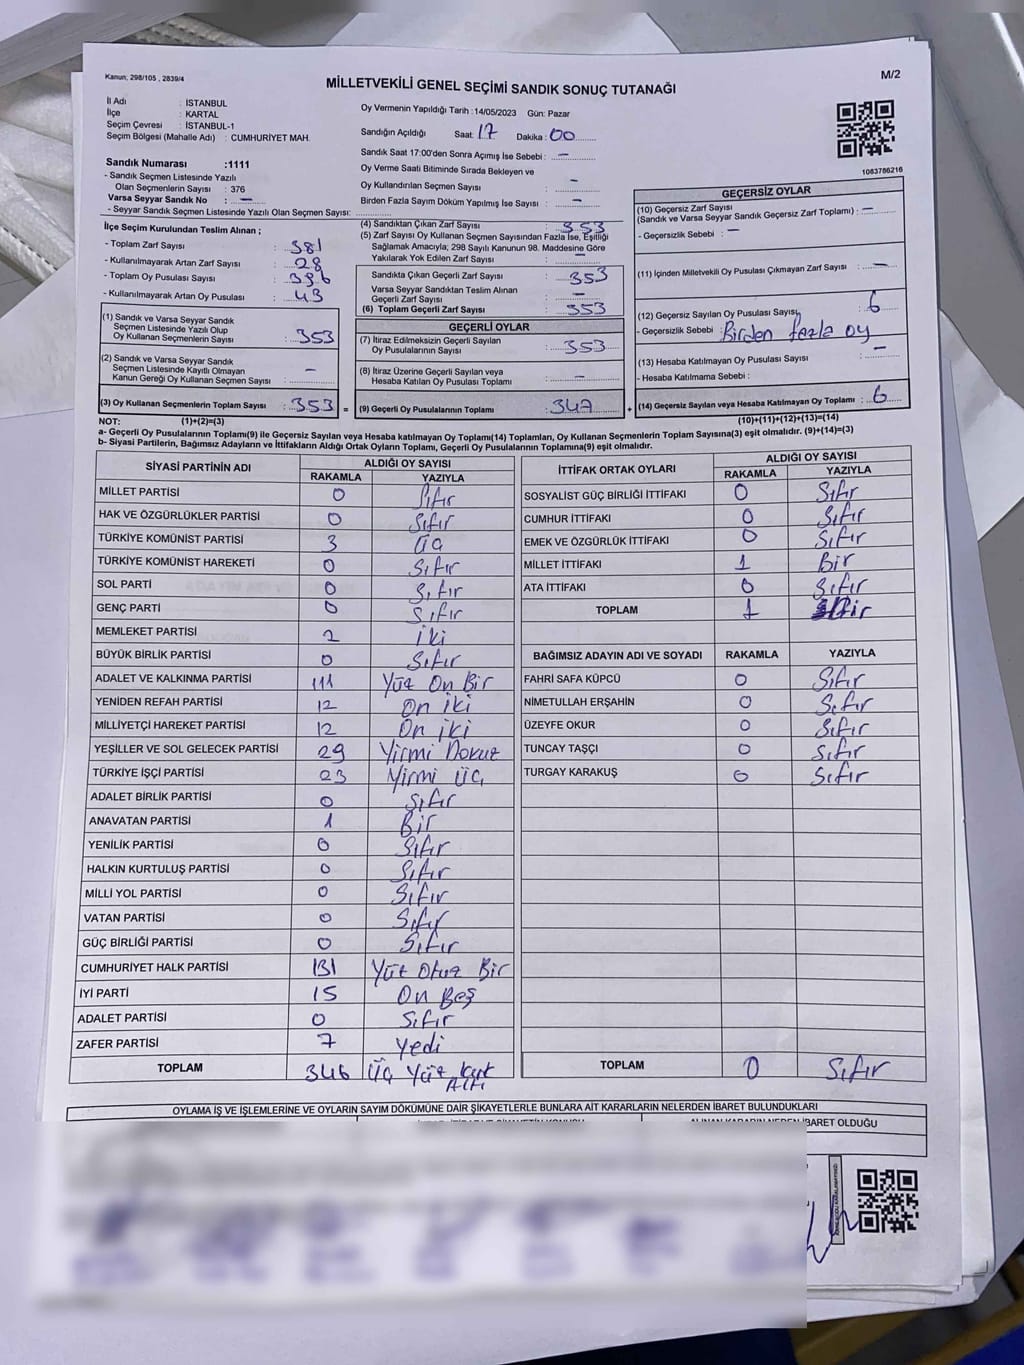 Kanun; 298/105 , 2839/4
MİLLETVEKİLİ GENEL SEÇİMİ SANDIK SONUÇ TUTANAĞI
M/2
İl Adı : İSTANBUL
İlçe : KARTAL
Seçim Çevresi : İSTANBUL-1
Seçim Bölgesi (Mahalle Adı) : CUMHURİYET MAH.
Oy Vermenin Yapıldığı Tarih :14/05/2023 Gün: Pazar
Sandığın Açıldığı Saat: 17 Dakika: 00
Sandık Saat 17:00'den Sonra Açımış İse Sebebi : –
Oy Verme Saati Bitiminde Sırada Bekleyen ve
Oy Kullandırılan Seçmen Sayısı : –
Birden Fazla Sayım Döküm Yapılmış İse Sayısı : –
1083786216
Sandık Numarası :1111
- Sandık Seçmen Listesinde Yazılı
Olan Seçmenlerin Sayısı : 376
Varsa Seyyar Sandık No : –
- Seyyar Sandık Seçmen Listesinde Yazılı Olan Seçmen Sayısı:
İlçe Seçim Kurulundan Teslim Alınan ;
- Toplam Zarf Sayısı : 381
- Kullanılmayarak Artan Zarf Sayısı : 28
- Toplam Oy Pusulası Sayısı :
- Kullanılmayarak Artan Oy Pusulası : 43
(1) Sandık ve Varsa Seyyar Sandık
Seçmen Listesinde Yazılı Olup
Oy Kullanan Seçmenlerin Sayısı : 353
(2) Sandık ve Varsa Seyyar Sandık
Seçmen Listesinde Kayıtlı Olmayan
Kanun Gereği Oy Kullanan Seçmen Sayısı : –
(3) Oy Kullanan Seçmenlerin Toplam Sayısı : 353 =
(4) Sandıktan Çıkan Zarf Sayısı : 353
(5) Zarf Sayısı Oy Kullanan Seçmen Sayısından Fazla İse, Eşitliği
Sağlamak Amacıyla; 298 Sayılı Kanunun 98. Maddesine Göre
Yakılarak Yok Edilen Zarf Sayısı : –
Sandıkta Çıkan Geçerli Zarf Sayısı : 353
Varsa Seyyar Sandıktan Teslim Alınan
Geçerli Zarf Sayısı : –
(6) Toplam Geçerli Zarf Sayısı : 353
GEÇERLİ OYLAR
(7) İtiraz Edilmeksizin Geçerli Sayılan
Oy Pusulalarının Sayısı : 353
(8) İtiraz Üzerine Geçerli Sayılan veya
Hesaba Katılan Oy Pusulası Toplamı : –
(9) Geçerli Oy Pusulalarının Toplamı : 347 +
GEÇERSİZ OYLAR
(10) Geçersiz Zarf Sayısı
(Sandık ve Varsa Seyyar Sandık Geçersiz Zarf Toplamı) : –
- Geçersizlik Sebebi : –
(11) İçinden Milletvekili Oy Pusulası Çıkmayan Zarf Sayısı : –
(12) Geçersiz Sayılan Oy Pusulası Sayısı : 6
- Geçersizlik Sebebi : Birden fazla oy
(13) Hesaba Katılmayan Oy Pusulası Sayısı : –
- Hesaba Katılmama Sebebi :
(14) Geçersiz Sayılan veya Hesaba Katılmayan Oy Toplamı : 6
NOT: (1)+(2)=(3) (10)+(11)+(12)+(13)=(14)
a- Geçerli Oy Pusulalarının Toplamı(9) ile Geçersiz Sayılan veya Hesaba katılmayan Oy Toplamı(14) Toplamları, Oy Kullanan Seçmenlerin Toplam Sayısına(3) eşit olmalıdır. (9)+(14)=(3)
b- Siyasi Partilerin, Bağımsız Adayların ve İttifakların Aldığı Ortak Oyların Toplamı, Geçerli Oy Pusulalarının Toplamına(9) eşit olmalıdır.
SİYASİ PARTİNİN ADI ALDIĞI OY SAYISI
RAKAMLA YAZIYLA
MİLLET PARTİSİ 0 Sıfır
HAK VE ÖZGÜRLÜKLER PARTİSİ 0 Sıfır
TÜRKİYE KOMÜNİST PARTİSİ 3 Üç
TÜRKİYE KOMÜNİST HAREKETİ 0 Sıfır
SOL PARTİ 0 Sıfır
GENÇ PARTİ 0 Sıfır
MEMLEKET PARTİSİ 2 iki
BÜYÜK BİRLİK PARTİSİ 0 Sıfır
ADALET VE KALKINMA PARTİSİ 111 Yüz On Bir
YENİDEN REFAH PARTİSİ 12 On iki
MİLLİYETÇİ HAREKET PARTİSİ 12 On iki
YEŞİLLER VE SOL GELECEK PARTİSİ 29 Yirmi Dokuz
TÜRKİYE İŞÇİ PARTİSİ 23 Yirmi Üç
ADALET BİRLİK PARTİSİ 0 Sıfır
ANAVATAN PARTİSİ 1 Bir
YENİLİK PARTİSİ 0 Sıfır
HALKIN KURTULUŞ PARTİSİ 0 Sıfır
MİLLİ YOL PARTİSİ 0 Sıfır
VATAN PARTİSİ 0 Sıfır
GÜÇ BİRLİĞİ PARTİSİ 0 Sıfır
CUMHURİYET HALK PARTİSİ 131 Yüz Otuz Bir
İYİ PARTİ 15 On Beş
ADALET PARTİSİ 0 Sıfır
ZAFER PARTİSİ 7 Yedi
TOPLAM 346 Üç Yüz Kırk Altı
İTTİFAK ORTAK OYLARI ALDIĞI OY SAYISI
RAKAMLA YAZIYLA
SOSYALİST GÜÇ BİRLİĞİ İTTİFAKI 0 Sıfır
CUMHUR İTTİFAKI 0 Sıfır
EMEK VE ÖZGÜRLÜK İTTİFAKI 0 Sıfır
MİLLET İTTİFAKI 1 Bir
ATA İTTİFAKI 0 Sıfır
TOPLAM 1 Bir
BAĞIMSIZ ADAYIN ADI VE SOYADI RAKAMLA YAZIYLA
FAHRİ SAFA KÜPCÜ 0 Sıfır
NİMETULLAH ERŞAHİN 0 Sıfır
ÜZEYFE OKUR 0 Sıfır
TUNCAY TAŞÇI 0 Sıfır
TURGAY KARAKUŞ 0 Sıfır
TOPLAM 0 Sıfır
OYLAMA İŞ VE İŞLEMLERİNE VE OYLARIN SAYIM DÖKÜMÜNE DAİR ŞİKAYETLERLE BUNLARA AİT KARARLARIN NELERDEN İBARET BULUNDUKLARI
ALINAN KARARIN NEDEN İBARET OLDUĞU